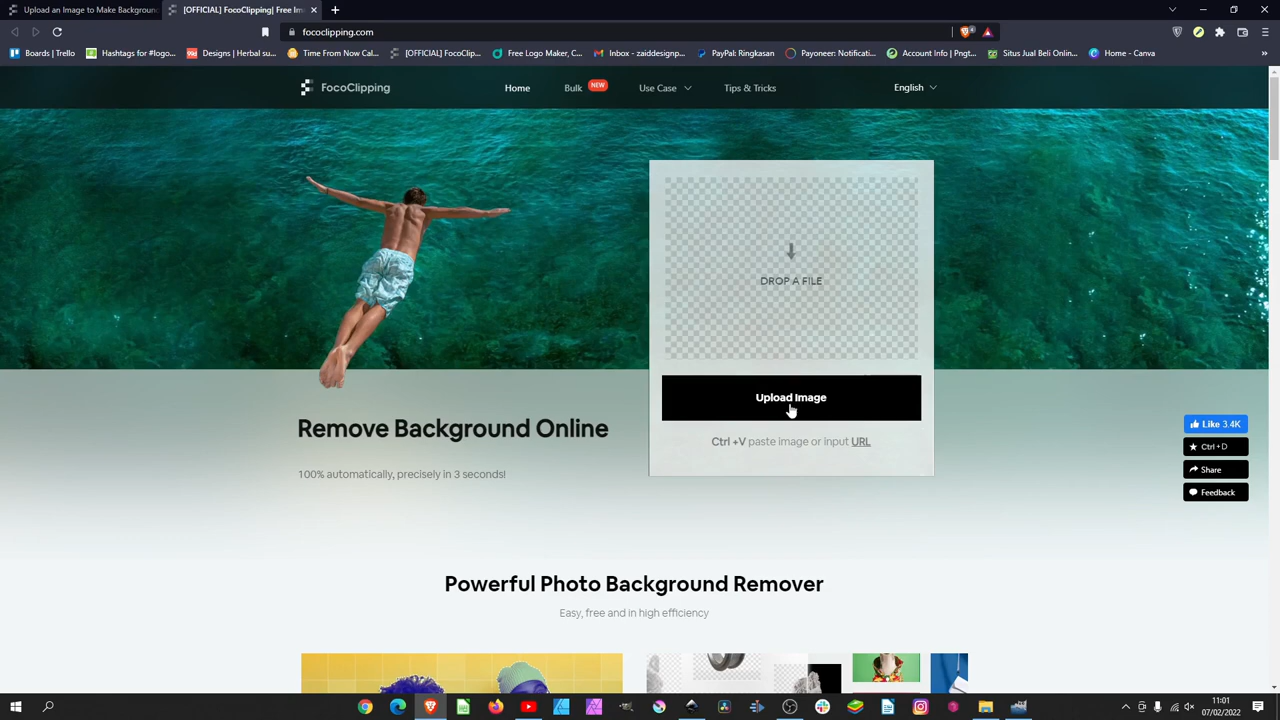 Upload an Image to Make Background
[OFFICIAL] FocoClipping| Free Im
fococlipping.com
Boards | Trello
Hashtags for #logo...
99d Designs | Herbal su...
Time From Now Cal...
[OFFICIAL] FocoClip...
Free Logo Maker, C...
Inbox - zaiddesignp...
PayPal Ringkasan
Payoneer: Notificati...
Account Info | Pngt...
Situs Jual Beli Onlin...
Home - Canva
FocoClipping
Home
Bulk
NEW
Use Case
Tips & Tricks
English
DROP A FILE
Upload Image
Ctrl +V paste image or input URL
Remove Background Online
100% automatically, precisely in 3 seconds!
Like 3.4K
Ctrl + D
Share
Feedback
Powerful Photo Background Remover
Easy, free and in high efficiency
11:01
07/02/2022